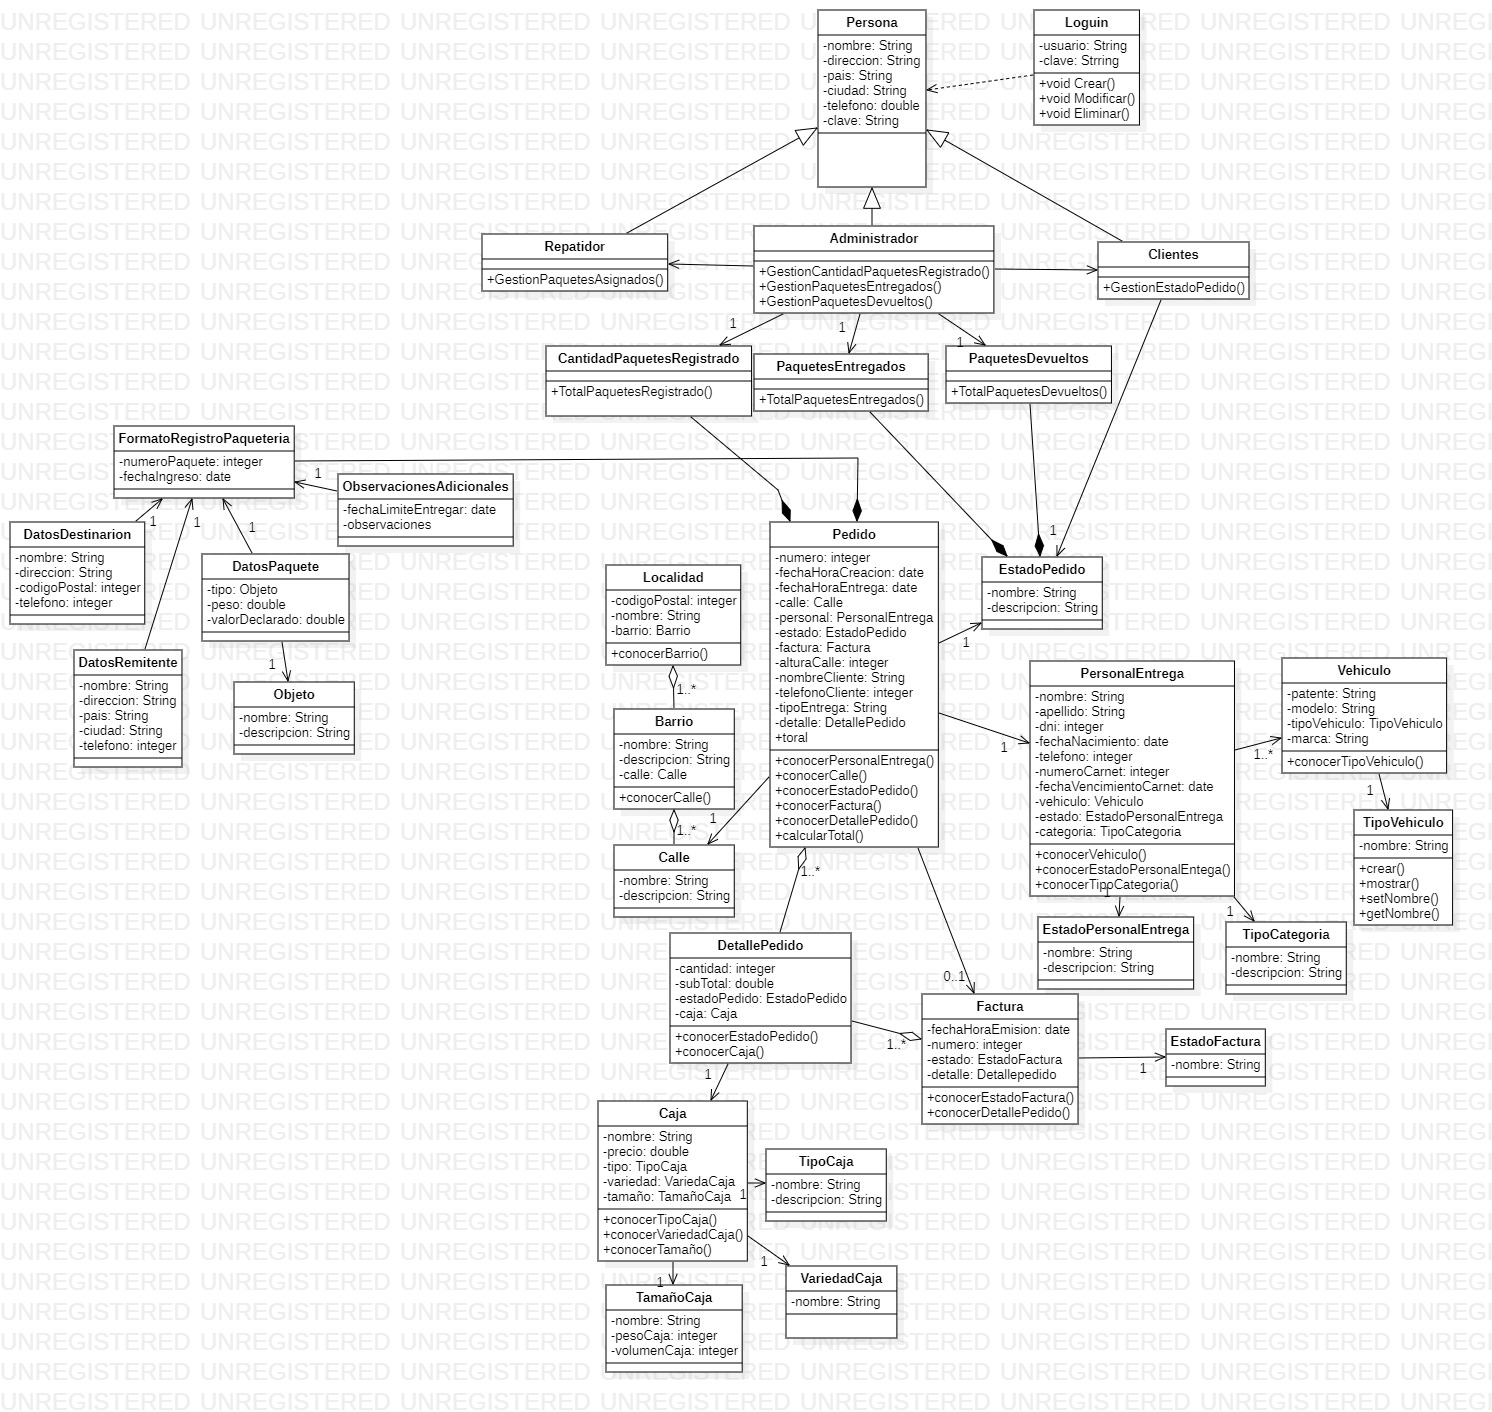 Persona
-nombre: String
-direccion: String
-pais: String
-ciudad: String
-telefono: double
-clave: String
Loguin
-usuario: String
-clave: Strring
+void Crear()
+void Modificar()
+void Eliminar()
Repatidor
+GestionPaquetesAsignados()
Administrador
+GestionCantidadPaquetesRegistrado()
+GestionPaquetesEntregados()
+GestionPaquetesDevueltos()
Clientes
+GestionEstadoPedido()
1
1
1
CantidadPaquetesRegistrado
+TotalPaquetesRegistrado()
PaquetesEntregados
+TotalPaquetesEntregados()
PaquetesDevueltos
+TotalPaquetesDevueltos()
FormatoRegistroPaqueteria
-numeroPaquete: integer
-fechaIngreso: date
1
ObservacionesAdicionales
-fechaLimiteEntregar: date
-observaciones
1
1
1
DatosDestinarion
-nombre: String
-direccion: String
-codigoPostal: integer
-telefono: integer
DatosPaquete
-tipo: Objeto
-peso: double
-valorDeclarado: double
1
DatosRemitente
-nombre: String
-direccion: String
-pais: String
-ciudad: String
-telefono: integer
Objeto
-nombre: String
-descripcion: String
Localidad
-codigoPostal: integer
-nombre: String
-barrio: Barrio
+conocerBarrio()
1..*
Barrio
-nombre: String
-descripcion: String
-calle: Calle
+conocerCalle()
1..*
1
Calle
-nombre: String
-descripcion: String
Pedido
-numero: integer
-fechaHoraCreacion: date
-fechaHoraEntrega: date
-calle: Calle
-personal: PersonalEntrega
-estado: EstadoPedido
-factura: Factura
-alturaCalle: integer
-nombreCliente: String
-telefonoCliente: integer
-tipoEntrega: String
-detalle: DetallePedido
+toral
+conocerPersonalEntrega()
+conocerCalle()
+conocerEstadoPedido()
+conocerFactura()
+conocerDetallePedido()
+calcularTotal()
1
EstadoPedido
-nombre: String
-descripcion: String
1
1
PersonalEntrega
-nombre: String
-apellido: String
-dni: integer
-fechaNacimiento: date
-telefono: integer
-numeroCarnet: integer
-fechaVencimientoCarnet: date
-vehiculo: Vehiculo
-estado: EstadoPersonalEntrega
-categoria: TipoCategoria
+conocerVehiculo()
+conocerEstadoPersonalEntega()
+conocerTipoCategoria()
1..*
Vehiculo
-patente: String
-modelo: String
-tipoVehiculo: TipoVehiculo
-marca: String
+conocerTipoVehiculo()
1
TipoVehiculo
-nombre: String
+crear()
+mostrar()
+setNombre()
+getNombre()
1
1
EstadoPersonalEntrega
-nombre: String
-descripcion: String
TipoCategoria
-nombre: String
-descripcion: String
1..*
DetallePedido
-cantidad: integer
-subTotal: double
-estadoPedido: EstadoPedido
-caja: Caja
+conocerEstadoPedido()
+conocerCaja()
0..1
1..*
Factura
-fechaHoraEmision: date
-numero: integer
-estado: EstadoFactura
-detalle: Detallepedido
+conocerEstadoFactura()
+conocerDetallePedido()
1
EstadoFactura
-nombre: String
1
Caja
-nombre: String
-precio: double
-tipo: TipoCaja
-variedad: VariedaCaja
-tamaño: TamañoCaja
+conocerTipoCaja()
+conocerVariedadCaja()
+conocerTamaño()
1
TipoCaja
-nombre: String
-descripcion: String
1
VariedadCaja
-nombre: String
1
TamañoCaja
-nombre: String
-pesoCaja: integer
-volumenCaja: integer
UNREGISTERED